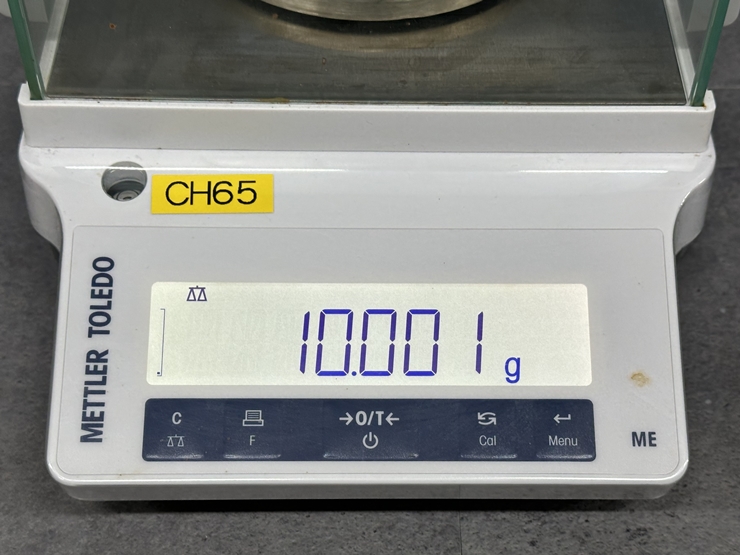 CH65
METTLER TOLEDO
10.001 g
C
F
→0/T←
Cal
Menu
ME